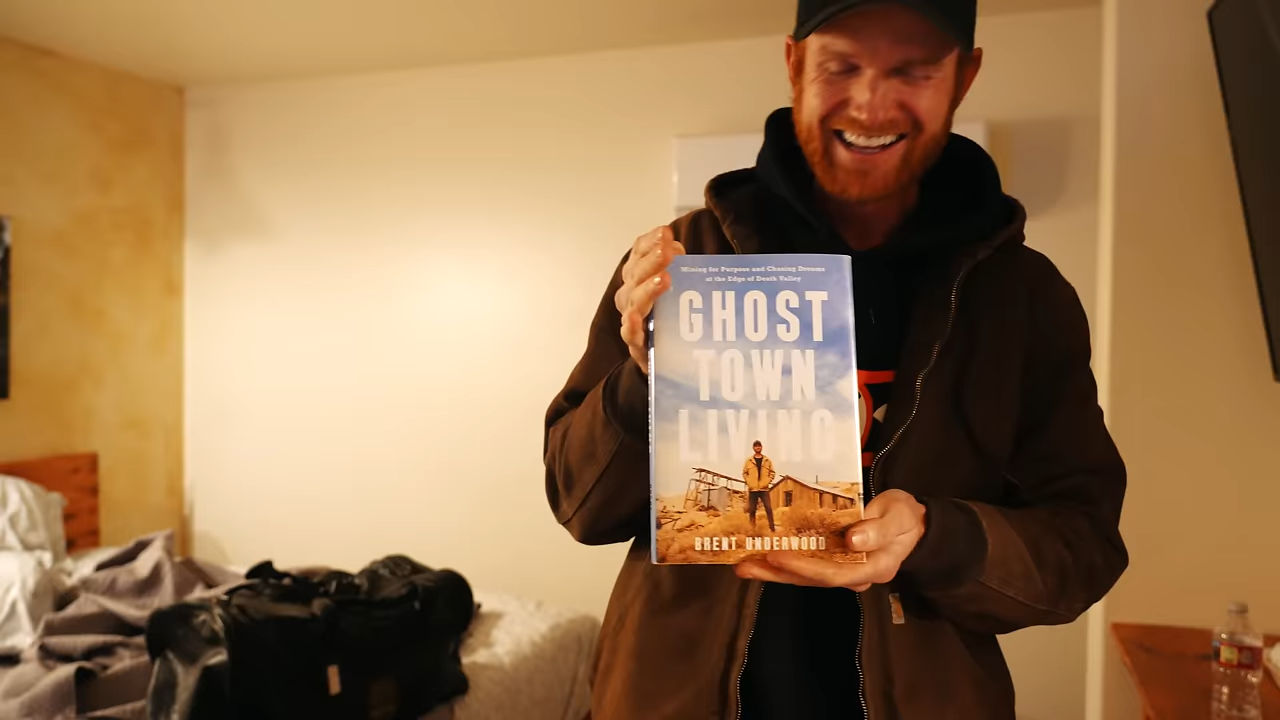 Mining for Purpose and Chasing Dreams
at the Edge of Death Valley
GHOST
TOWN
LIVING
BRENT UNDERWOOD